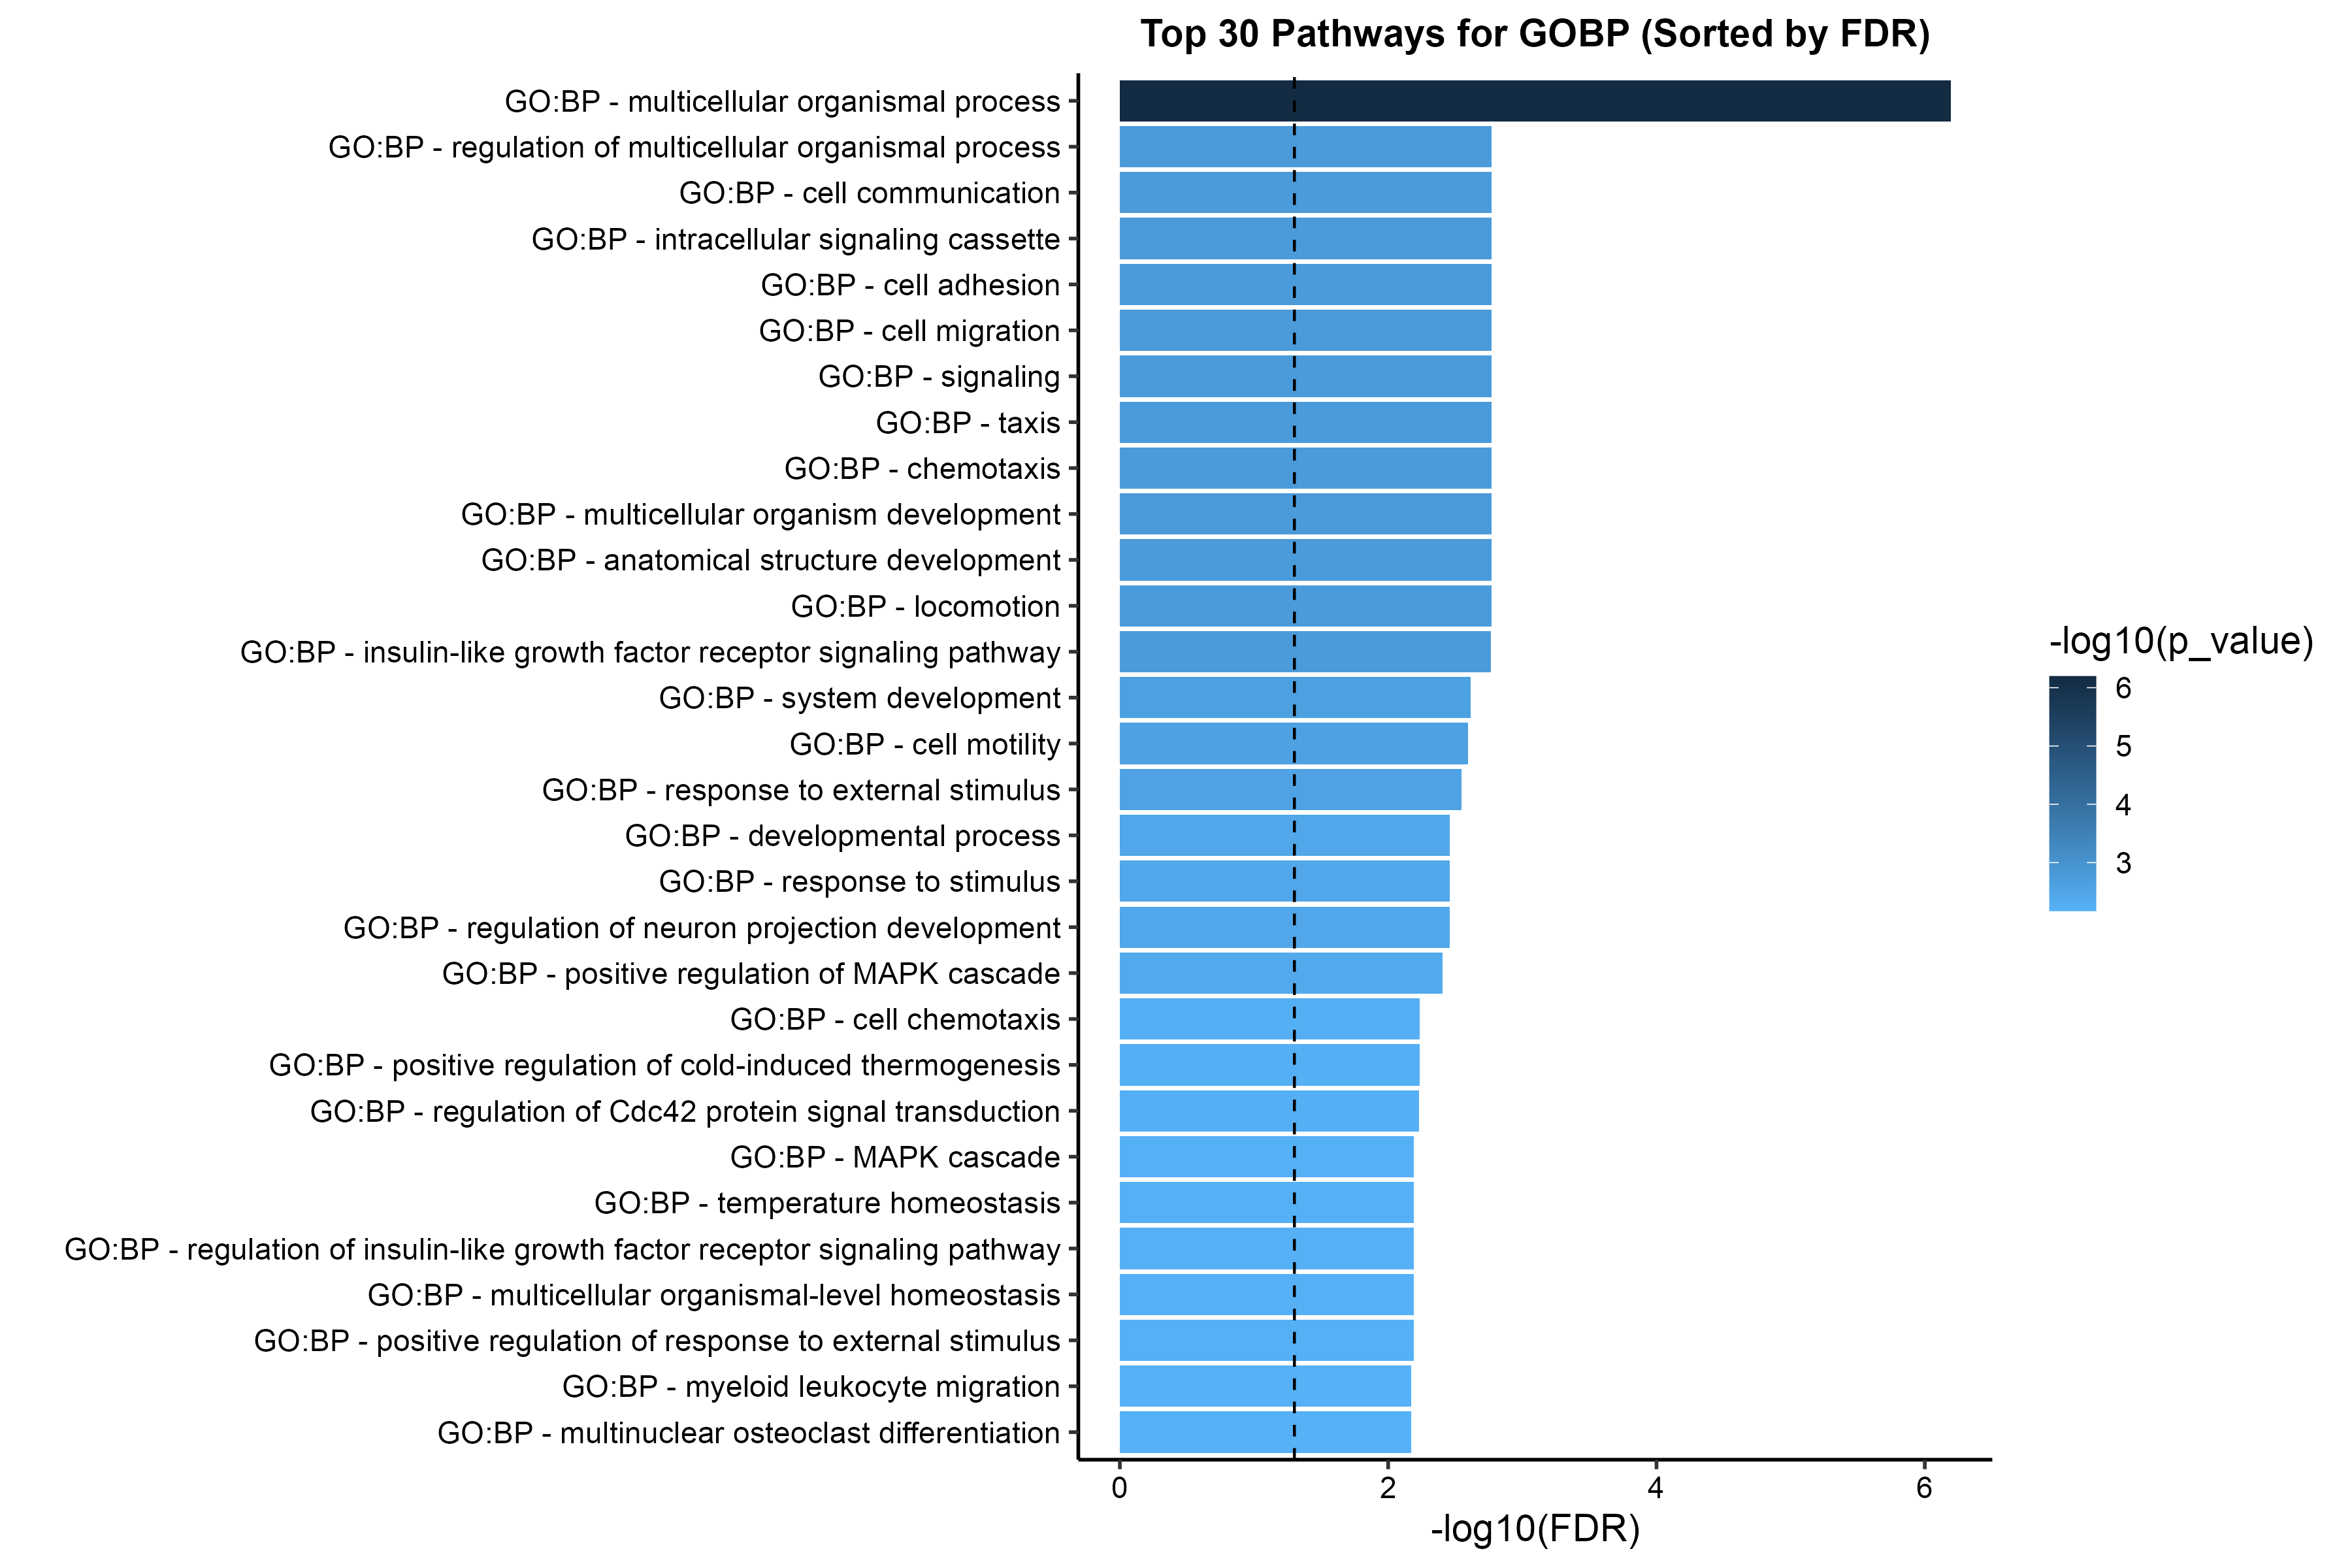 Top 30 Pathways for GOBP (Sorted by FDR)
GO:BP - multicellular organismal process
GO:BP - regulation of multicellular organismal process
GO:BP - cell communication
GO:BP - intracellular signaling cassette
GO:BP - cell adhesion
GO:BP - cell migration
GO:BP - signaling
GO:BP - taxis
GO:BP - chemotaxis
GO:BP - multicellular organism development
GO:BP - anatomical structure development
GO:BP - locomotion
GO:BP - insulin-like growth factor receptor signaling pathway
GO:BP - system development
GO:BP - cell motility
GO:BP - response to external stimulus
GO:BP - developmental process
GO:BP - response to stimulus
GO:BP - regulation of neuron projection development
GO:BP - positive regulation of MAPK cascade
GO:BP - cell chemotaxis
GO:BP - positive regulation of cold-induced thermogenesis
GO:BP - regulation of Cdc42 protein signal transduction
GO:BP - MAPK cascade
GO:BP - temperature homeostasis
GO:BP - regulation of insulin-like growth factor receptor signaling pathway
GO:BP - multicellular organismal-level homeostasis
GO:BP - positive regulation of response to external stimulus
GO:BP - myeloid leukocyte migration
GO:BP - multinuclear osteoclast differentiation
0 2 4 6
-log10(FDR)
-log10(p_value)
6
5
4
3